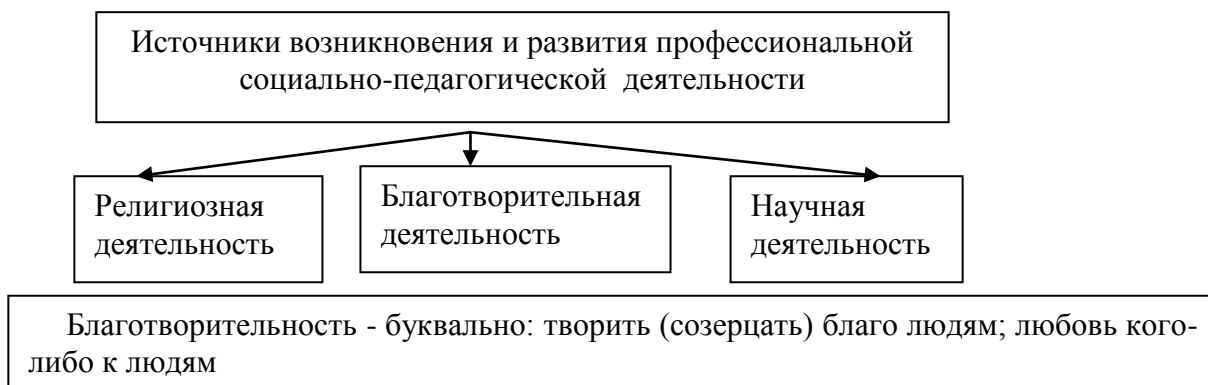 Источники возникновения и развития профессиональной
социально-педагогической деятельности
Религиозная
деятельность
Благотворительная
деятельность
Научная
деятельность
Благотворительность - буквально: творить (созерцать) благо людям; любовь кого-
либо к людям